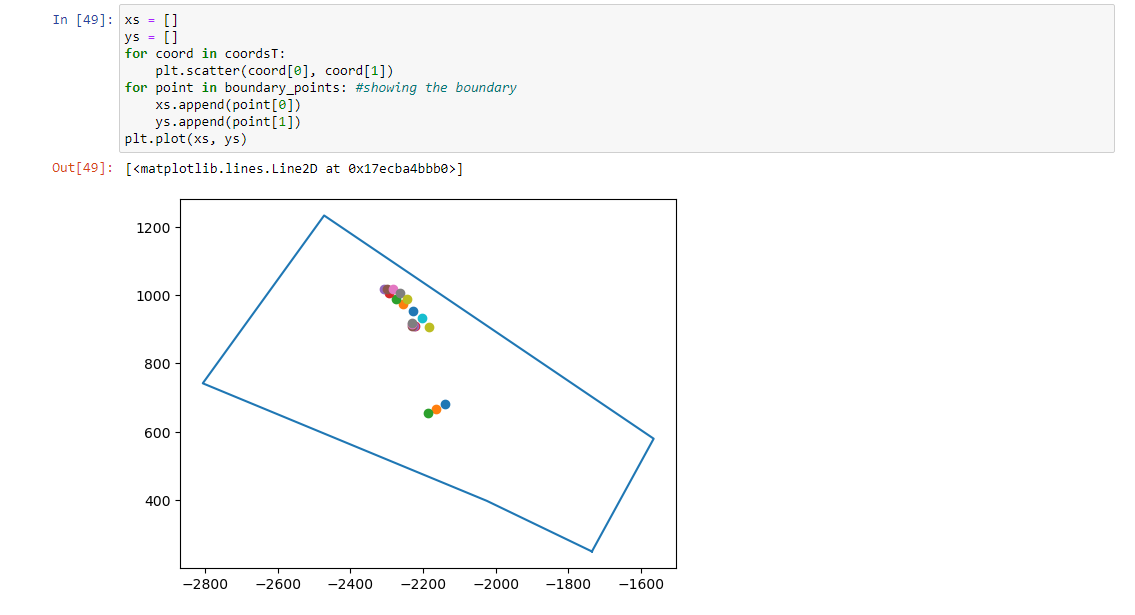 In [49]: xs = []
ys = []
for coord in coordsT:
    plt.scatter(coord[0], coord[1])
for point in boundary_points: #showing the boundary
    xs.append(point[0])
    ys.append(point[1])
plt.plot(xs, ys)
Out[49]: [<matplotlib.lines.Line2D at 0x17ecba4bbb0>]
1200
1000
800
600
400
−2800 −2600 −2400 −2200 −2000 −1800 −1600